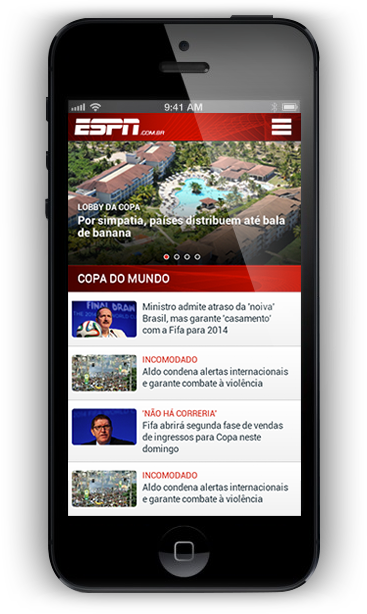 9:41 AM
ESPN.COM.BR
LOBBY DA COPA
Por simpatia, países distribuem até bala
de banana
COPA DO MUNDO
Ministro admite atraso da 'noiva'
Brasil, mas garante 'casamento'
com a Fifa para 2014
INCOMODADO
Aldo condena alertas internacionais
e garante combate à violência
'NÃO HÁ CORRERIA'
Fifa abrirá segunda fase de vendas
de ingressos para Copa neste
domingo
INCOMODADO
Aldo condena alertas internacionais
e garante combate à violência